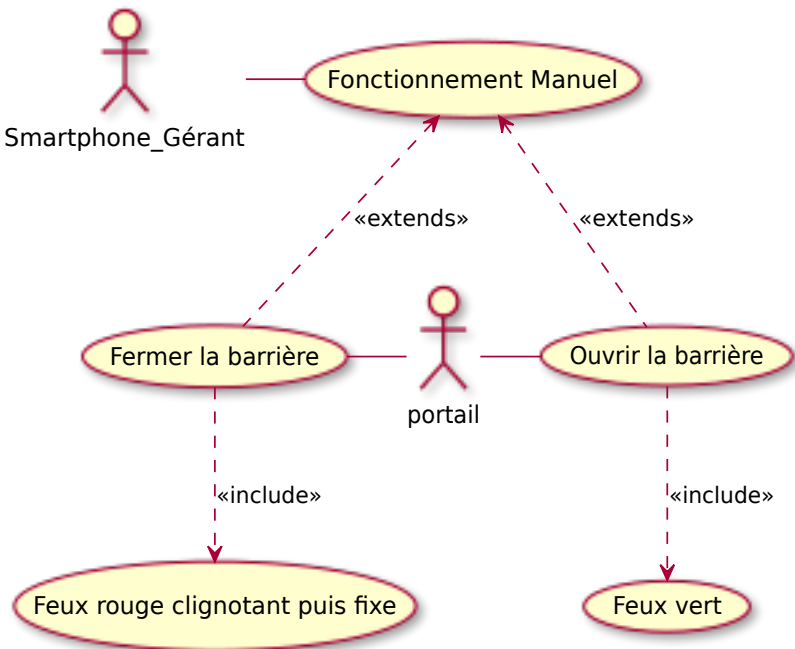 Fonctionnement Manuel
Smartphone_Gérant
«extends»
«extends»
Fermer la barrière
Ouvrir la barrière
portail
«include»
«include»
Feux rouge clignotant puis fixe
Feux vert